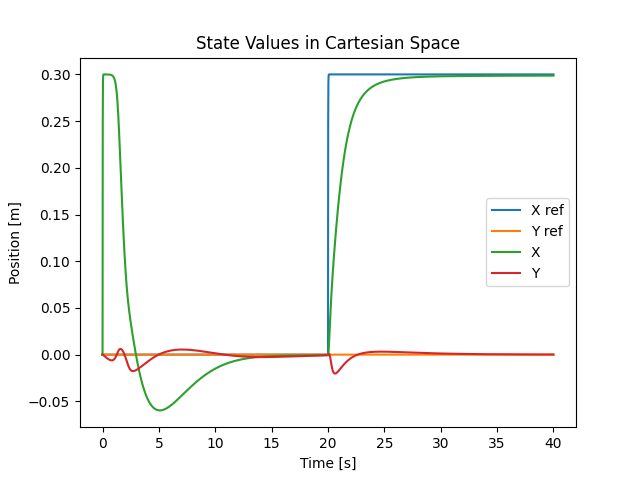 State Values in Cartesian Space
Position [m]
0.30
0.25
0.20
0.15
0.10
0.05
0.00
−0.05
X ref
Y ref
X
Y
0
5
10
15
20
25
30
35
40
Time [s]